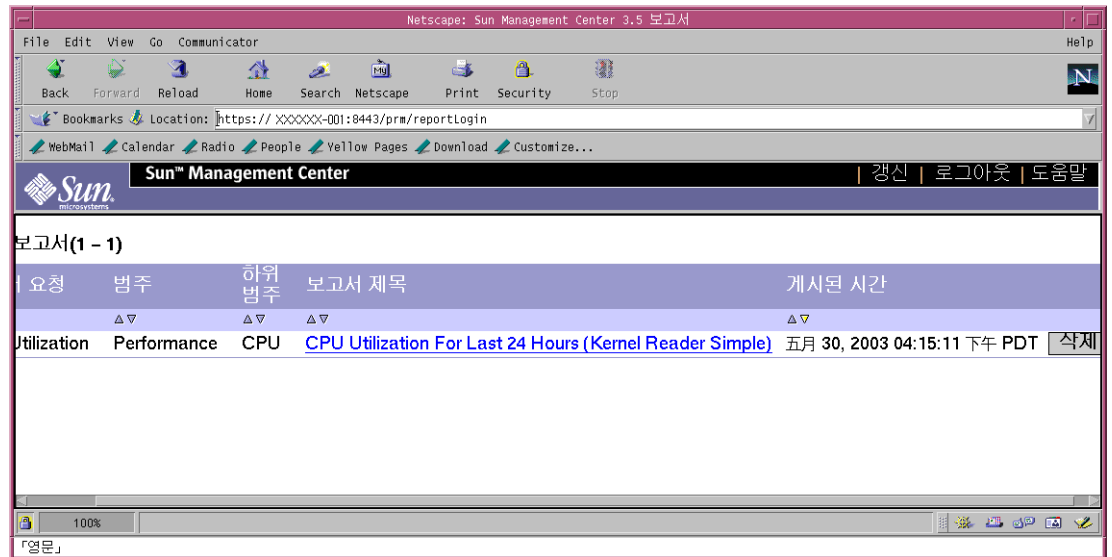 Netscape: Sun Management Center 3.5 보고서
File Edit View Go Communicator Help
Back Forward Reload Home Search Netscape Print Security Stop
My
N
Bookmarks Location: https:// XXXXXX-001:8443/prm/reportLogin
WebMail Calendar Radio People Yellow Pages Download Customize...
Sun™ Management Center | 갱신 | 로그아웃 | 도움말
Sun
microsystems
보고서(1 – 1)
요청 범주 하위 범주 보고서 제목 게시된 시간
Utilization Performance CPU CPU Utilization For Last 24 Hours (Kernel Reader Simple) 五月 30, 2003 04:15:11 下午 PDT 삭제
100%
「영문」